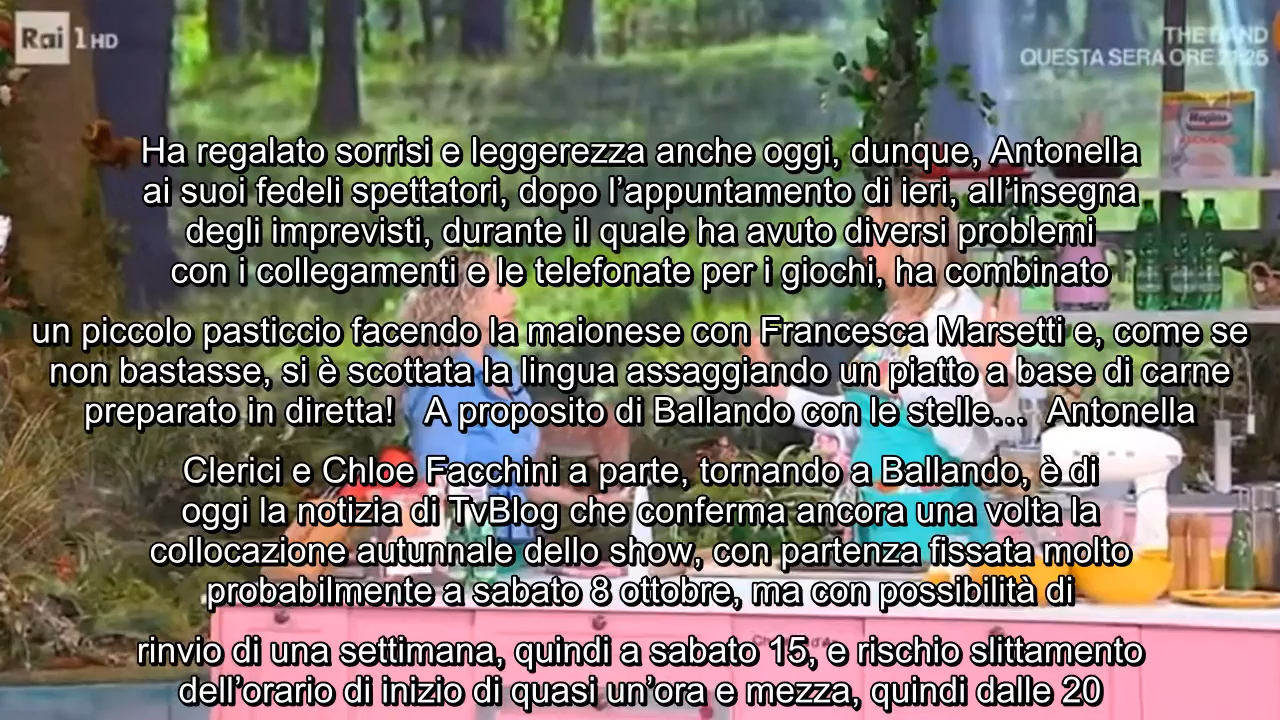 Rai 1 HD
THE BAND
QUESTA SERA ORE 21:25
Ha regalato sorrisi e leggerezza anche oggi, dunque, Antonella
ai suoi fedeli spettatori, dopo l’appuntamento di ieri, all’insegna
degli imprevisti, durante il quale ha avuto diversi problemi
con i collegamenti e le telefonate per i giochi, ha combinato
un piccolo pasticcio facendo la maionese con Francesca Marsetti e, come se
non bastasse, si è scottata la lingua assaggiando un piatto a base di carne
preparato in diretta! A proposito di Ballando con le stelle… Antonella
Clerici e Chloe Facchini a parte, tornando a Ballando, è di
oggi la notizia di TvBlog che conferma ancora una volta la
collocazione autunnale dello show, con partenza fissata molto
probabilmente a sabato 8 ottobre, ma con possibilità di
rinvio di una settimana, quindi a sabato 15, e rischio slittamento
dell’orario di inizio di quasi un’ora e mezza, quindi dalle 20